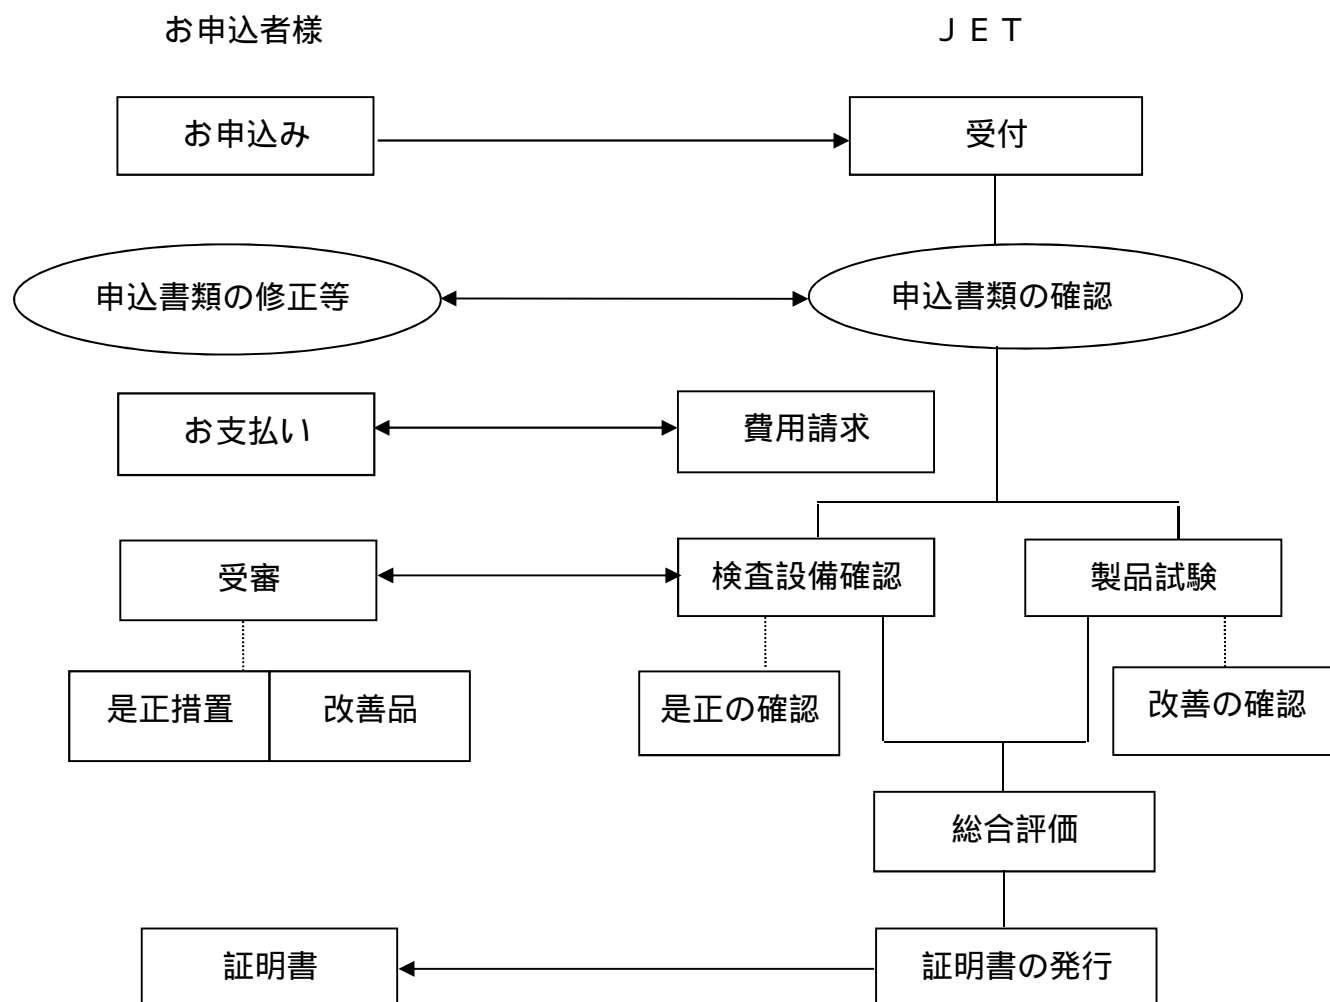 お申込者様
ＪＥＴ
お申込み
受付
申込書類の修正等
申込書類の確認
お支払い
費用請求
受審
検査設備確認
製品試験
是正措置
改善品
是正の確認
改善の確認
総合評価
証明書
証明書の発行